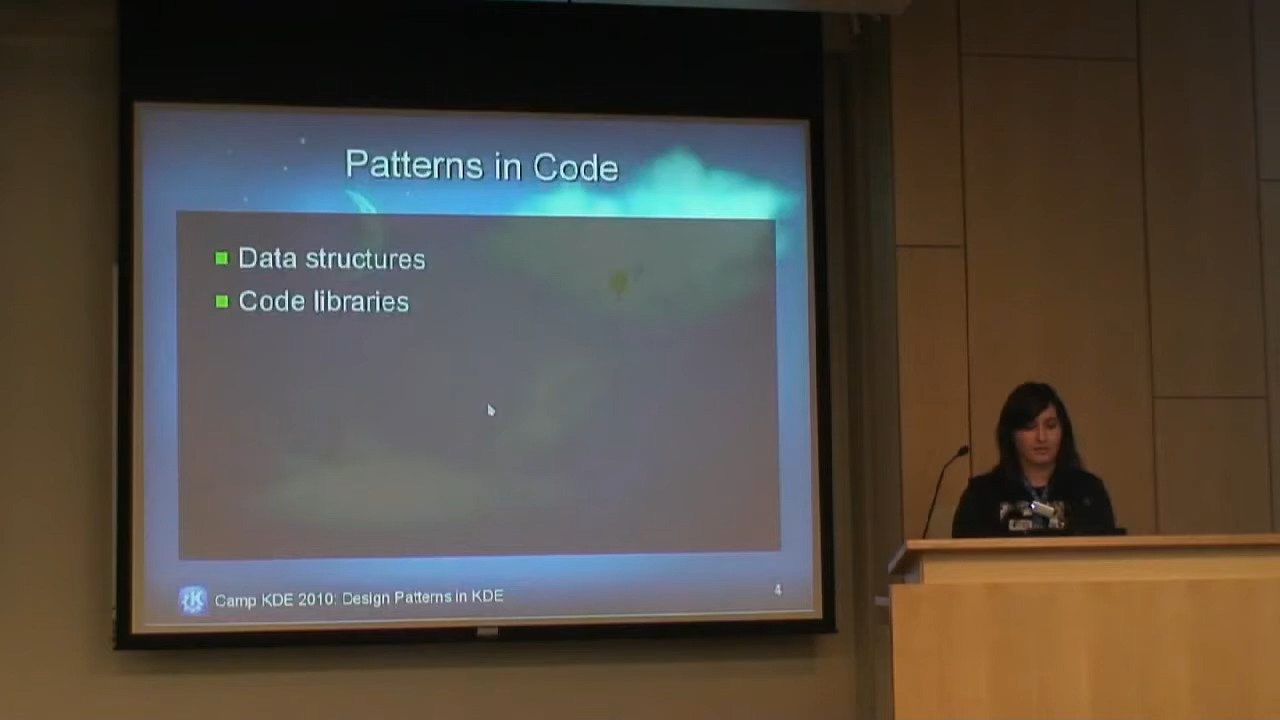 Patterns in Code
Data structures
Code libraries
Camp KDE 2010: Design Patterns in KDE
4